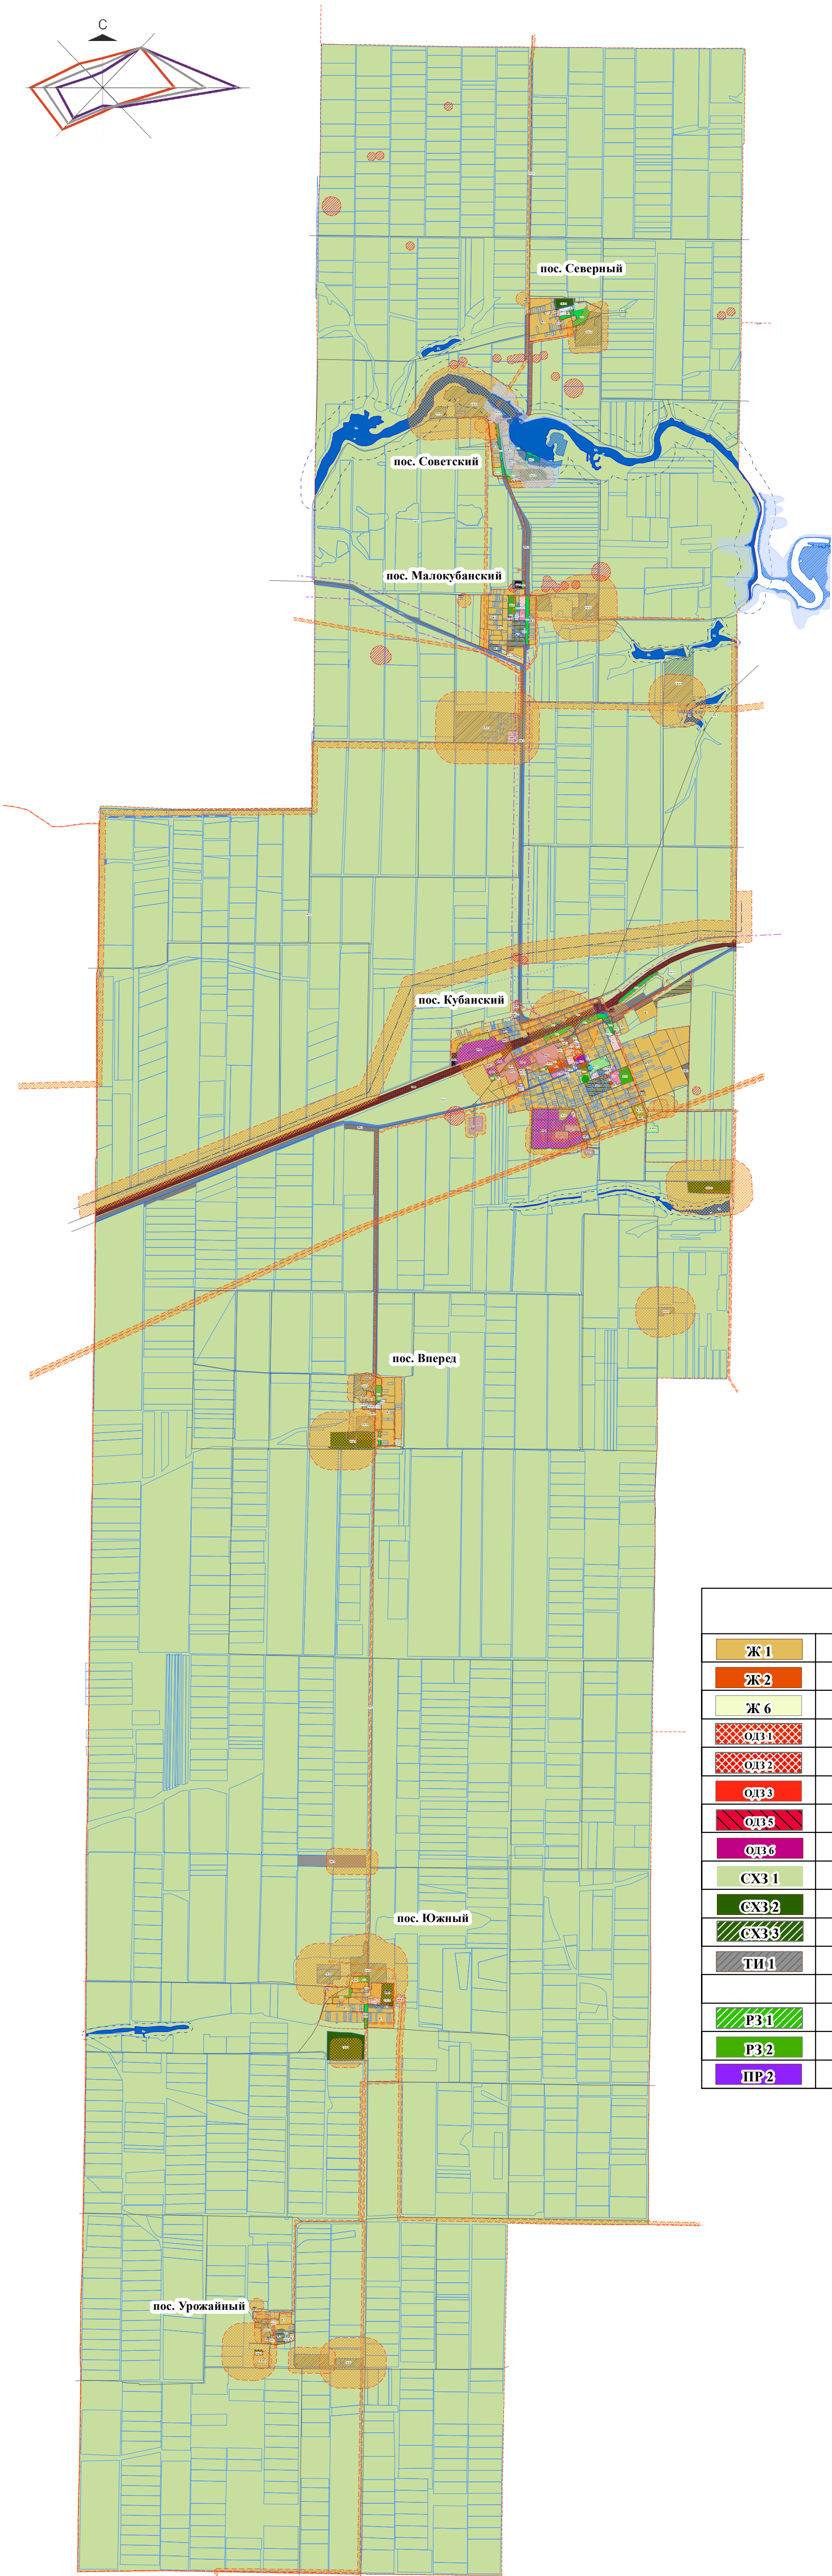 С
пос. Северный
пос. Советский
пос. Малокубанский
пос. Кубанский
пос. Вперед
пос. Южный
пос. Урожайный
Ж 1
Ж 2
Ж 6
ОДЗ 1
ОДЗ 2
ОДЗ 3
ОДЗ 5
ОДЗ 6
СХЗ 1
СХЗ 2
СХЗ 3
ТИ 1
РЗ 1
РЗ 2
ПР 2